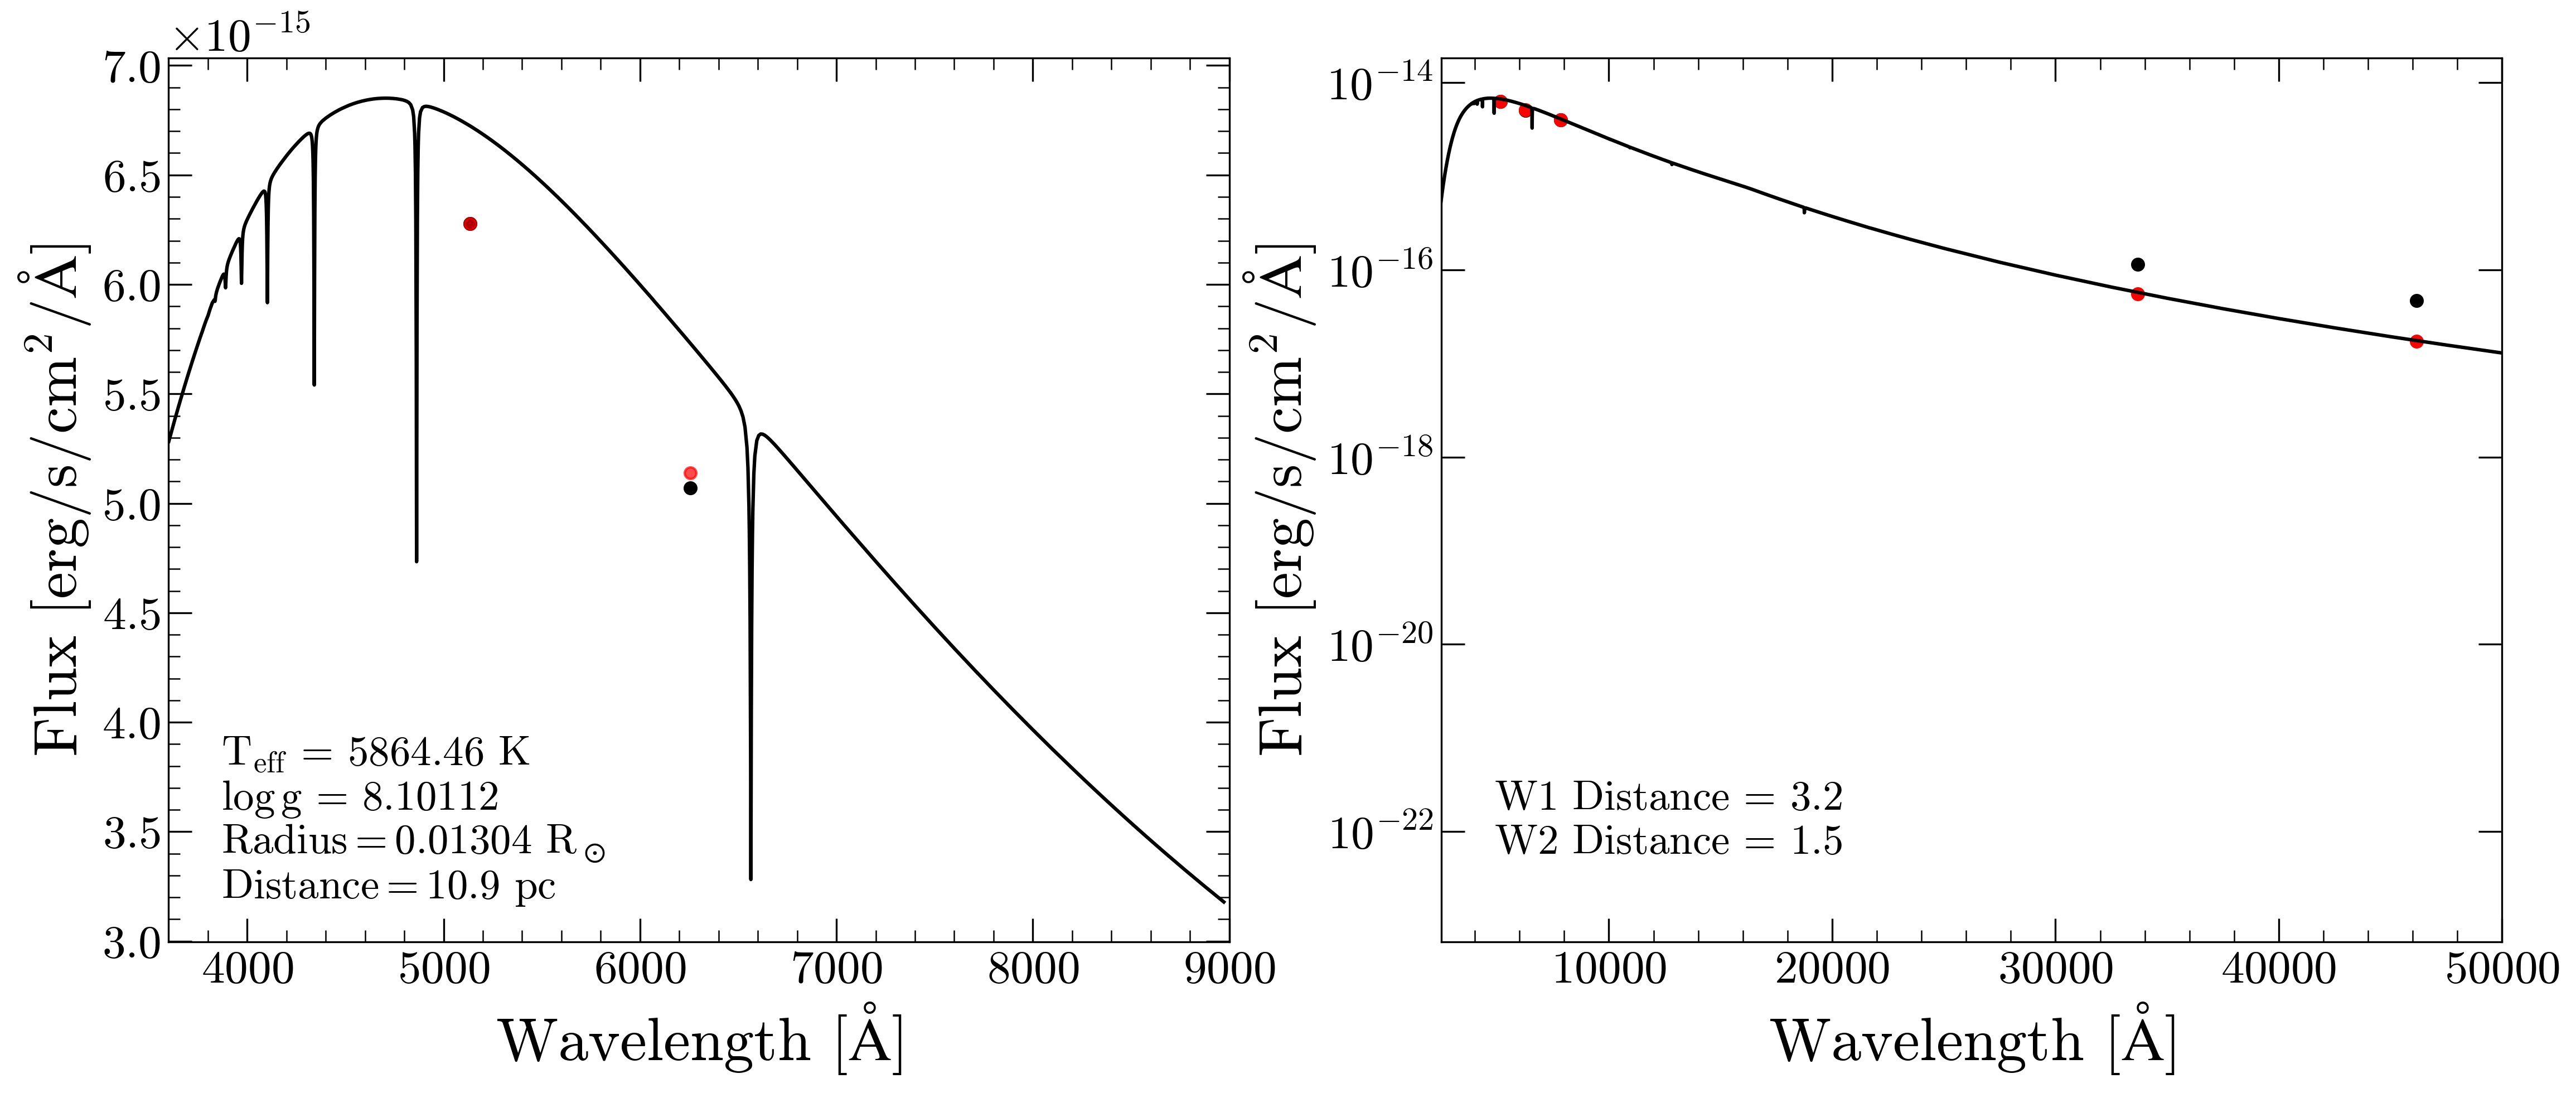 ×10⁻¹⁵
7.0
6.5
6.0
5.5
5.0
4.5
4.0
3.5
3.0
Flux [erg/s/cm²/Å]
T_eff = 5864.46 K
log g = 8.10112
Radius = 0.01304 R_⊙
Distance = 10.9 pc
4000 5000 6000 7000 8000 9000
Wavelength [Å]
10⁻¹⁴
10⁻¹⁶
10⁻¹⁸
10⁻²⁰
10⁻²²
Flux [erg/s/cm²/Å]
W1 Distance = 3.2
W2 Distance = 1.5
10000 20000 30000 40000 50000
Wavelength [Å]